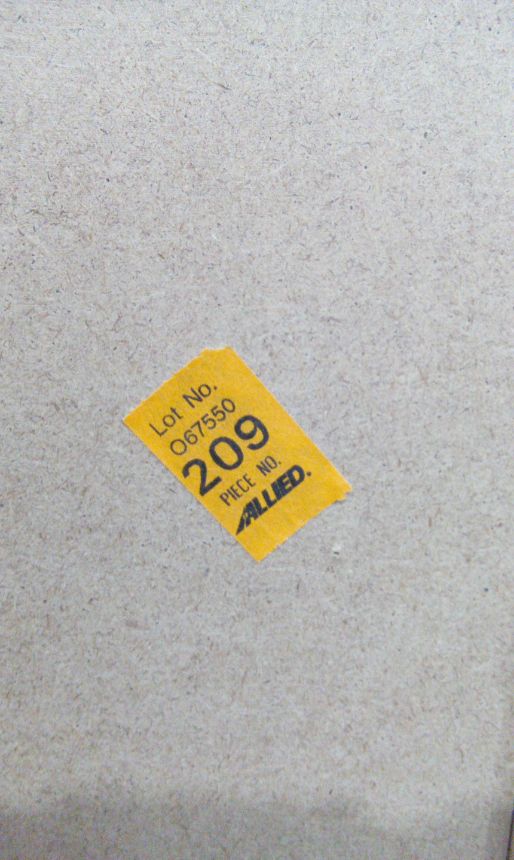 Lot No.
067550
209
PIECE NO.
ALLIED.